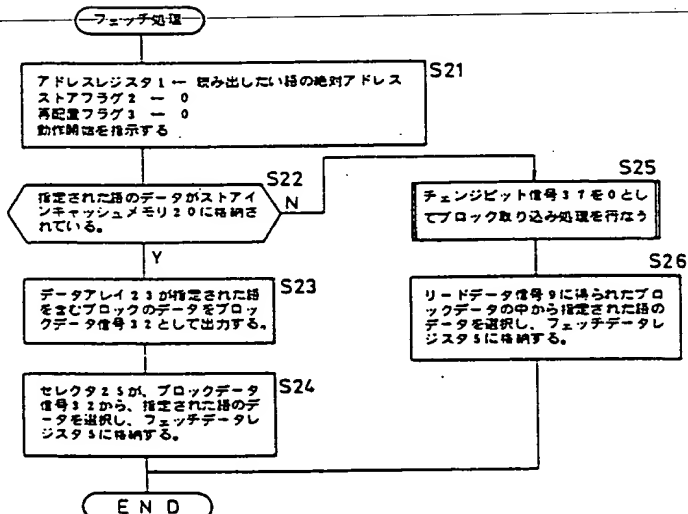 フェッチ処理
S21
アドレスレジスタ1 ← 読み出したい語の絶対アドレス
ストアフラグ2 ← 0
再配置フラグ3 ← 0
動作開始を指示する
S22
指定された語のデータがストアイ
ンキャッシュメモリ20に格納さ
れている。
N
Y
S23
データアレイ23が指定された語
を含むブロックのデータをブロッ
クデータ信号32として出力する。
S24
セレクタ25が、ブロックデータ
信号32から、指定された語のデ
ータを選択し、フェッチデータレ
ジスタ5に格納する。
S25
チェンジビット信号37を0とし
てブロック取り込み処理を行なう
S26
リードデータ信号9に得られたブロ
ックデータの中から指定された語の
データを選択し、フェッチデータレ
ジスタ5に格納する。
END